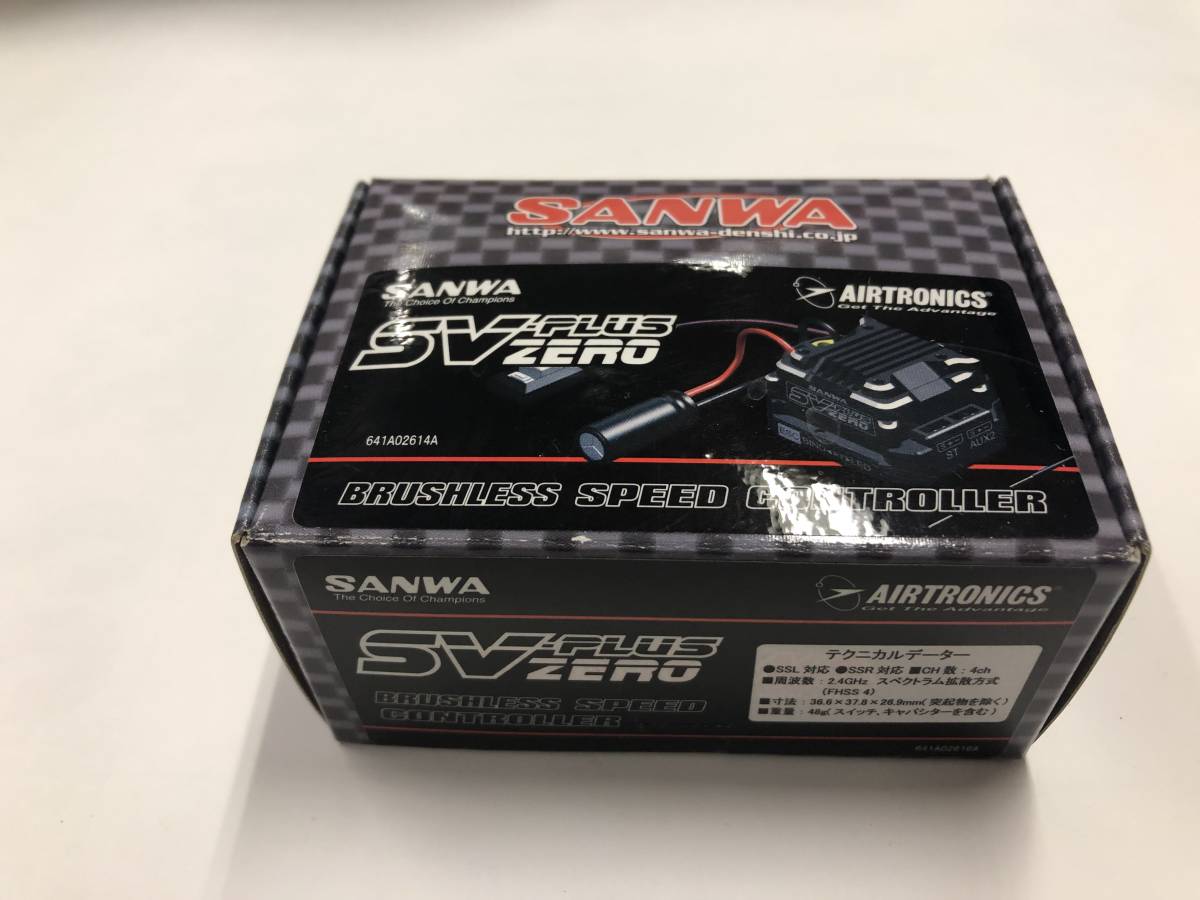 SANWA
http://www.sanwa-denshi.co.jp
SANWA
The Choice Of Champions
AIRTRONICS®
Get The Advantage
SV-PLUS
ZERO
SANWA
SV-PLUS
ZERO
ESC
ST
AUX2
641A02614A
BRUSHLESS SPEED CONTROLLER
SANWA
The Choice Of Champions
AIRTRONICS®
Get The Advantage
SV-PLUS
ZERO
BRUSHLESS SPEED
CONTROLLER
テクニカルデーター
●SSL 対応 ●SSR 対応 ■CH 数 : 4ch
■周波数 : 2.4GHz スペクトラム拡散方式
(FHSS 4)
■寸法 : 36.6×37.8×26.9mm( 突起物を除く)
■重量 : 48g( スイッチ、キャパシターを含む )
641A02616A